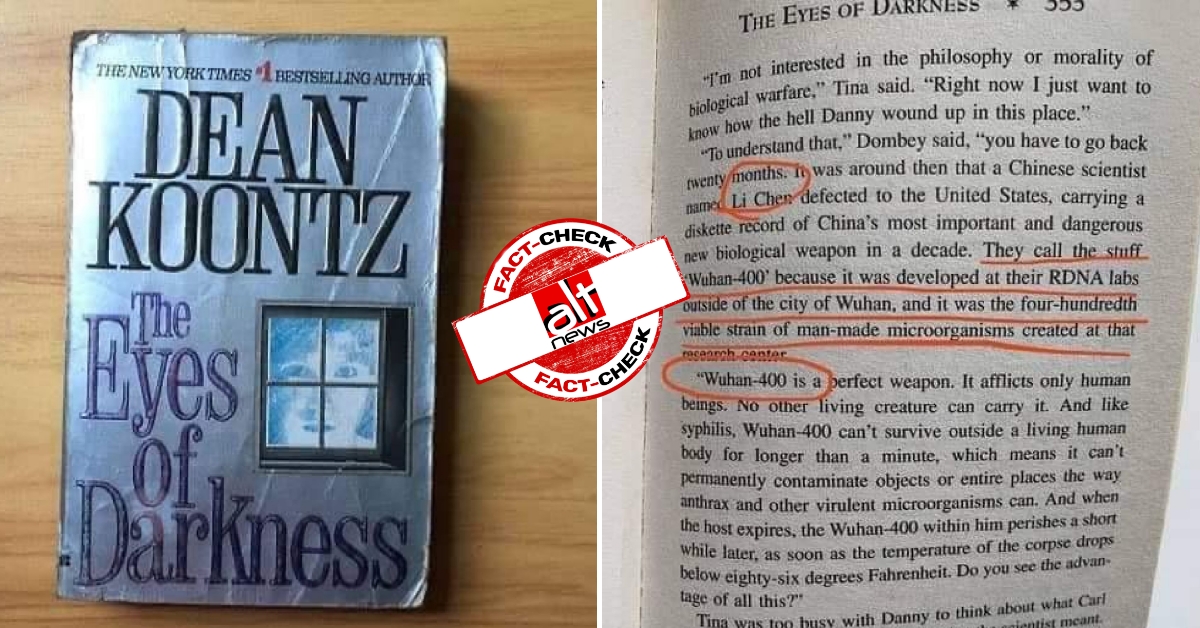 THE NEW YORK TIMES #1 BESTSELLING AUTHOR
DEAN
KOONTZ
The
Eyes
of
Darkness
FACT-CHECK
alt
news
FACT-CHECK
THE EYES OF DARKNESS * 353
"I'm not interested in the philosophy or morality of
biological warfare," Tina said. "Right now I just want to
know how the hell Danny wound up in this place."
"To understand that," Dombey said, "you have to go back
twenty months. It was around then that a Chinese scientist
named Li Chen defected to the United States, carrying a
diskette record of China's most important and dangerous
new biological weapon in a decade. They call the stuff
'Wuhan-400' because it was developed at their RDNA labs
outside of the city of Wuhan, and it was the four-hundredth
viable strain of man-made microorganisms created at that
research center.
"Wuhan-400 is a perfect weapon. It afflicts only human
beings. No other living creature can carry it. And like
syphilis, Wuhan-400 can't survive outside a living human
body for longer than a minute, which means it can't
permanently contaminate objects or entire places the way
anthrax and other virulent microorganisms can. And when
the host expires, the Wuhan-400 within him perishes a short
while later, as soon as the temperature of the corpse drops
below eighty-six degrees Fahrenheit. Do you see the advan-
tage of all this?"
Tina was too busy with Danny to think about what Carl
scientist meant.